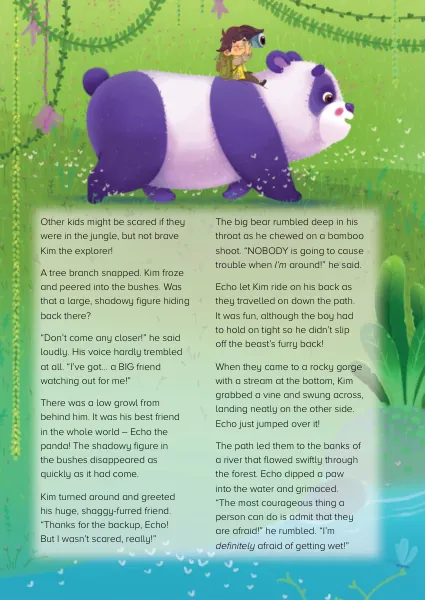 Other kids might be scared if they
were in the jungle, but not brave
Kim the explorer!
A tree branch snapped. Kim froze
and peered into the bushes. Was
that a large, shadowy figure hiding
back there?
“Don’t come any closer!” he said
loudly. His voice hardly trembled
at all. “I’ve got... a BIG friend
watching out for me!”
There was a low growl from
behind him. It was his best friend
in the whole world – Echo the
panda! The shadowy figure in
the bushes disappeared as
quickly as it had come.
Kim turned around and greeted
his huge, shaggy-furred friend.
“Thanks for the backup, Echo!
But I wasn’t scared, really!”
The big bear rumbled deep in his
throat as he chewed on a bamboo
shoot. “NOBODY is going to cause
trouble when I’m around!” he said.
Echo let Kim ride on his back as
they travelled on down the path.
It was fun, although the boy had
to hold on tight so he didn’t slip
off the beast’s furry back!
When they came to a rocky gorge
with a stream at the bottom, Kim
grabbed a vine and swung across,
landing neatly on the other side.
Echo just jumped over it!
The path led them to the banks of
a river that flowed swiftly through
the forest. Echo dipped a paw
into the water and grimaced.
“The most courageous thing a
person can do is admit that they
are afraid!” he rumbled. “I’m
definitely afraid of getting wet!”